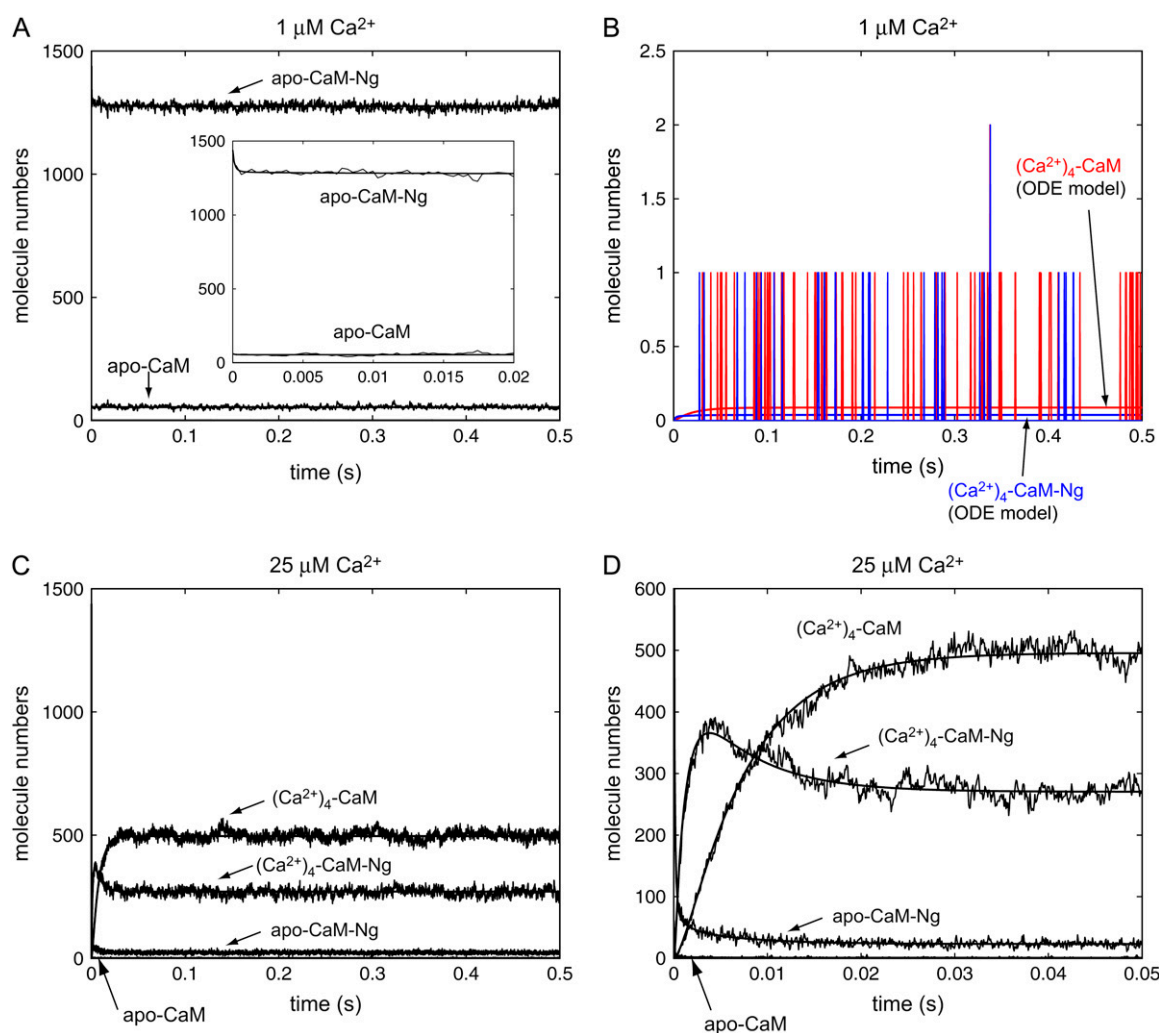 A
1 μM Ca²⁺
1500
1000
500
0
molecule numbers
apo-CaM-Ng
apo-CaM
1500
1000
500
0
apo-CaM-Ng
apo-CaM
0 0.005 0.01 0.015 0.02
0 0.1 0.2 0.3 0.4 0.5
time (s)
B
1 μM Ca²⁺
2.5
2
1.5
1
0.5
0
molecule numbers
(Ca²⁺)₄-CaM
(ODE model)
0 0.1 0.2 0.3 0.4 0.5
time (s)
(Ca²⁺)₄-CaM-Ng
(ODE model)
C
25 μM Ca²⁺
1500
1000
500
0
molecule numbers
(Ca²⁺)₄-CaM
(Ca²⁺)₄-CaM-Ng
apo-CaM-Ng
0 0.1 0.2 0.3 0.4 0.5
time (s)
apo-CaM
D
25 μM Ca²⁺
600
500
400
300
200
100
0
molecule numbers
(Ca²⁺)₄-CaM
(Ca²⁺)₄-CaM-Ng
apo-CaM-Ng
0 0.01 0.02 0.03 0.04 0.05
time (s)
apo-CaM